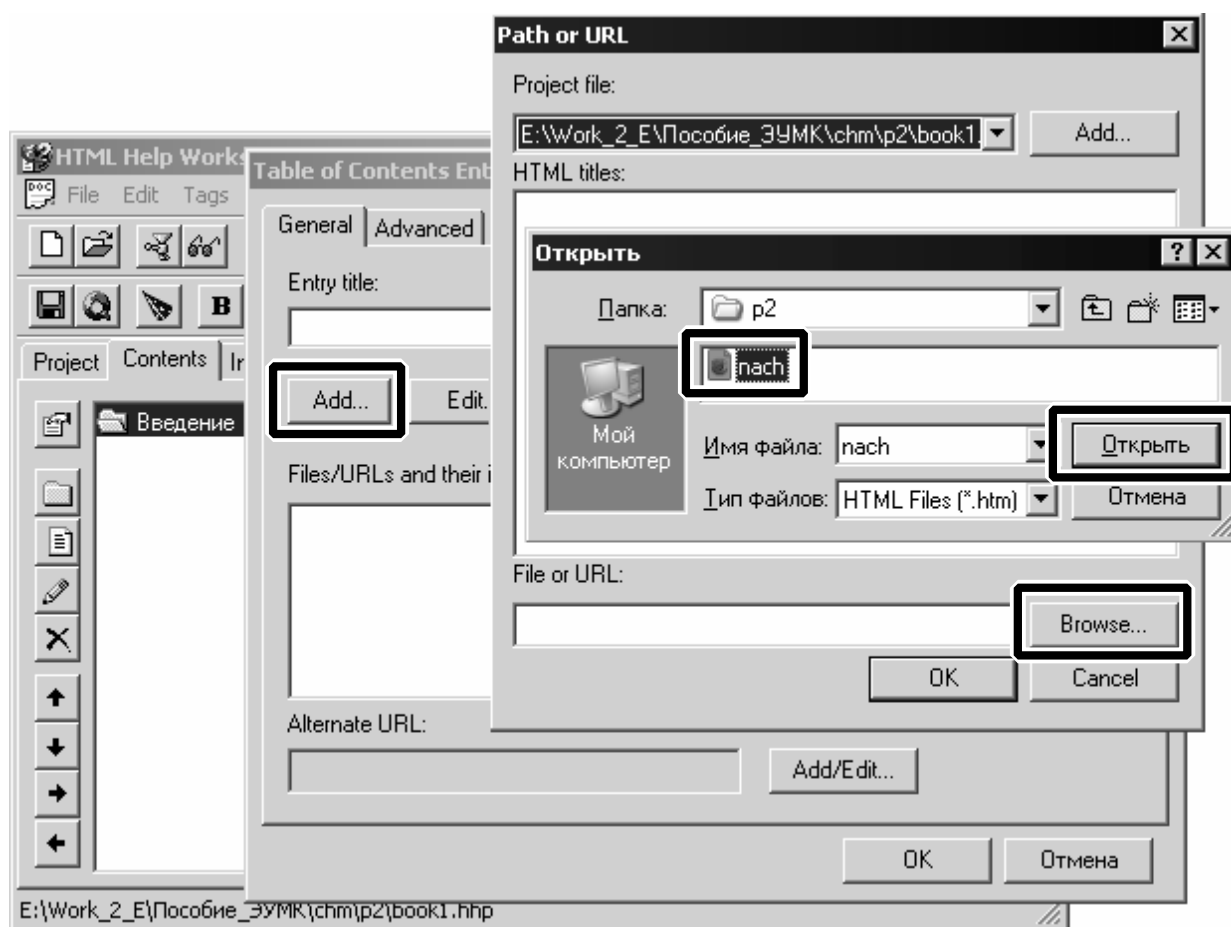 Path or URL
Project file:
E:\Work_2_E\Пособие_ЭУМК\chm\p2\book1.
Add...
HTML titles:
HTML Help Works
File Edit Tags
Table of Contents Ent
General Advanced
Entry title:
B
Project Contents In
Add... Edit.
Введение
Files/URLs and their i
Открыть
Папка: p2
nach
Мой
компьютер
Имя файла: nach Открыть
Тип файлов: HTML Files (*.htm) Отмена
File or URL:
Browse...
OK Cancel
Alternate URL:
Add/Edit...
OK Отмена
E:\Work_2_E\Пособие_ЭУМК\chm\p2\book1.hhp